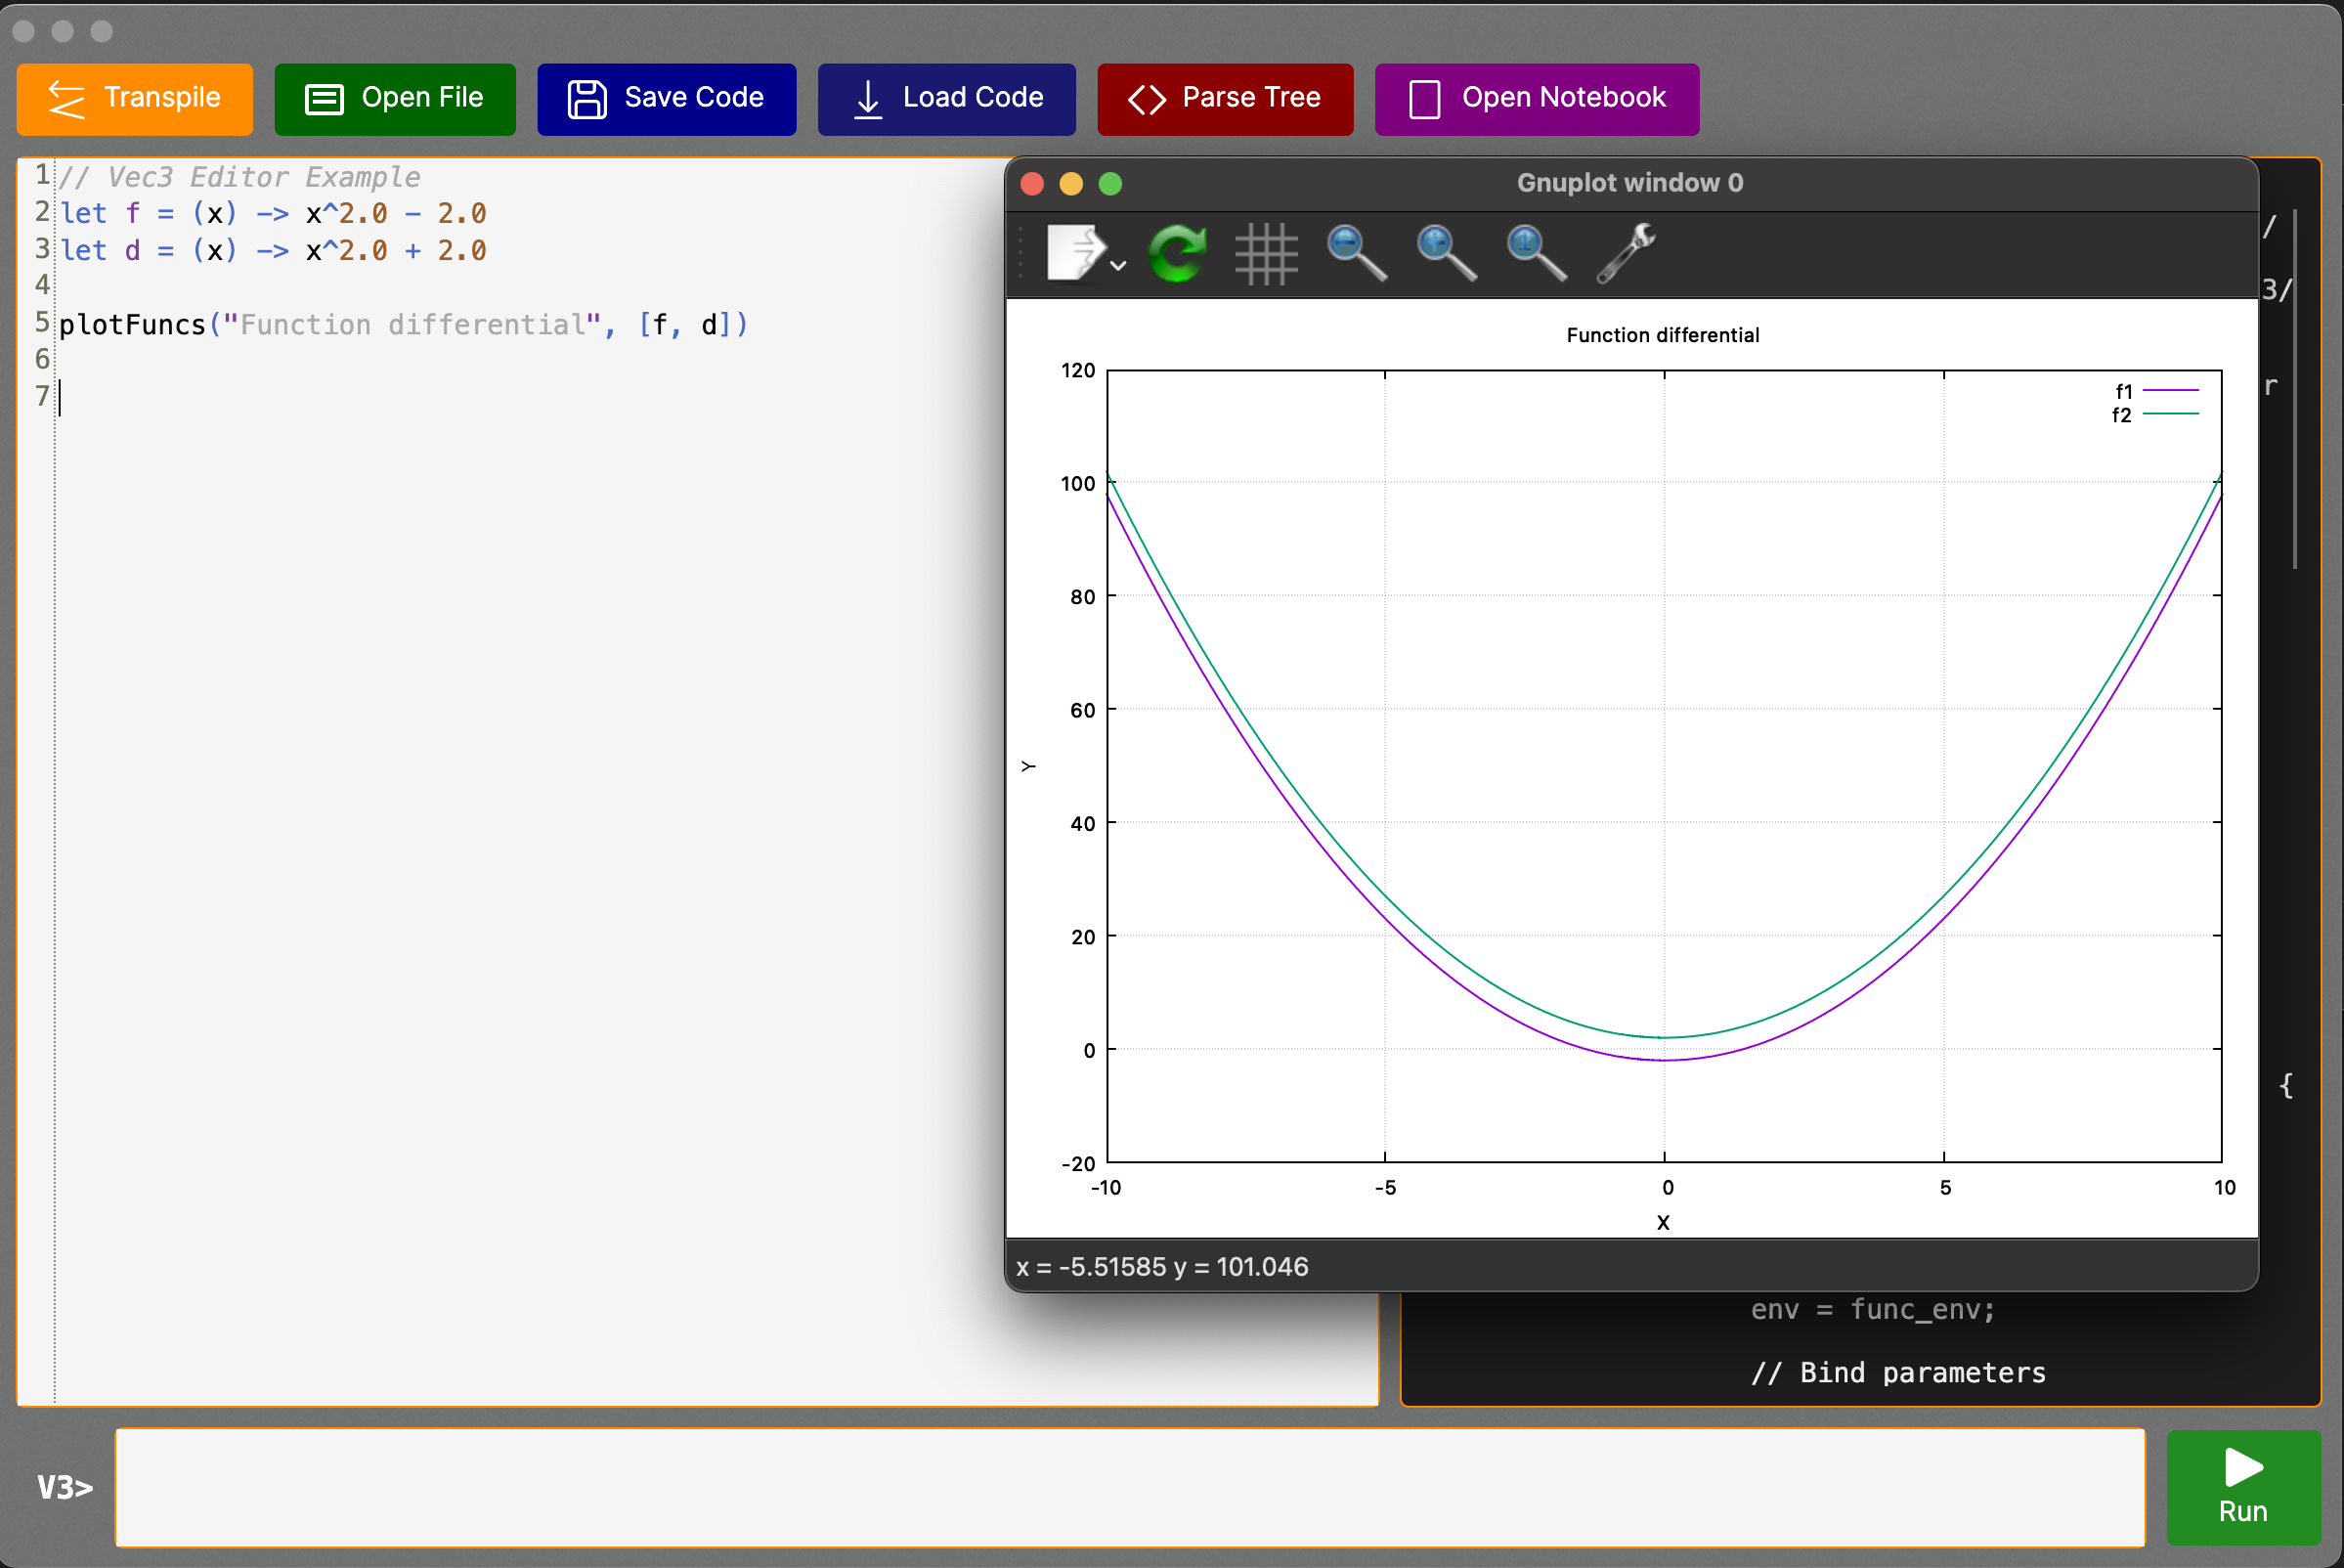 Transpile
Open File
Save Code
Load Code
Parse Tree
Open Notebook
1 // Vec3 Editor Example
2 let f = (x) -> x^2.0 - 2.0
3 let d = (x) -> x^2.0 + 2.0
4
5 plotFuncs("Function differential", [f, d])
6
7
Gnuplot window 0
Function differential
f1
f2
120
100
80
60
40
20
0
-20
Y
-10
-5
0
5
10
X
x = -5.51585 y = 101.046
/
3/
r
{
env = func_env;
// Bind parameters
V3>
Run